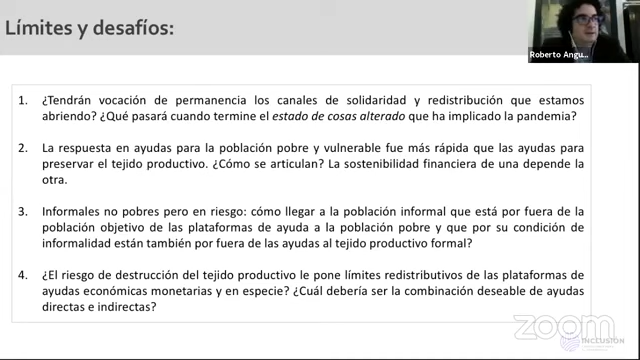 Límites y desafíos:
Roberto Angu...
1. ¿Tendrán vocación de permanencia los canales de solidaridad y redistribución que estamos
abriendo? ¿Qué pasará cuando termine el estado de cosas alterado que ha implicado la pandemia?
2. La respuesta en ayudas para la población pobre y vulnerable fue más rápida que las ayudas para
preservar el tejido productivo. ¿Cómo se articulan? La sostenibilidad financiera de una depende la
otra.
3. Informales no pobres pero en riesgo: cómo llegar a la población informal que está por fuera de la
población objetivo de las plataformas de ayuda a la población pobre y que por su condición de
informalidad están también por fuera de las ayudas al tejido productivo formal?
4. ¿El riesgo de destrucción del tejido productivo le pone límites redistributivos de las plataformas de
ayudas económicas monetarias y en especie? ¿Cuál debería ser la combinación deseable de ayudas
directas e indirectas?
zoom
INCLUSIÓN